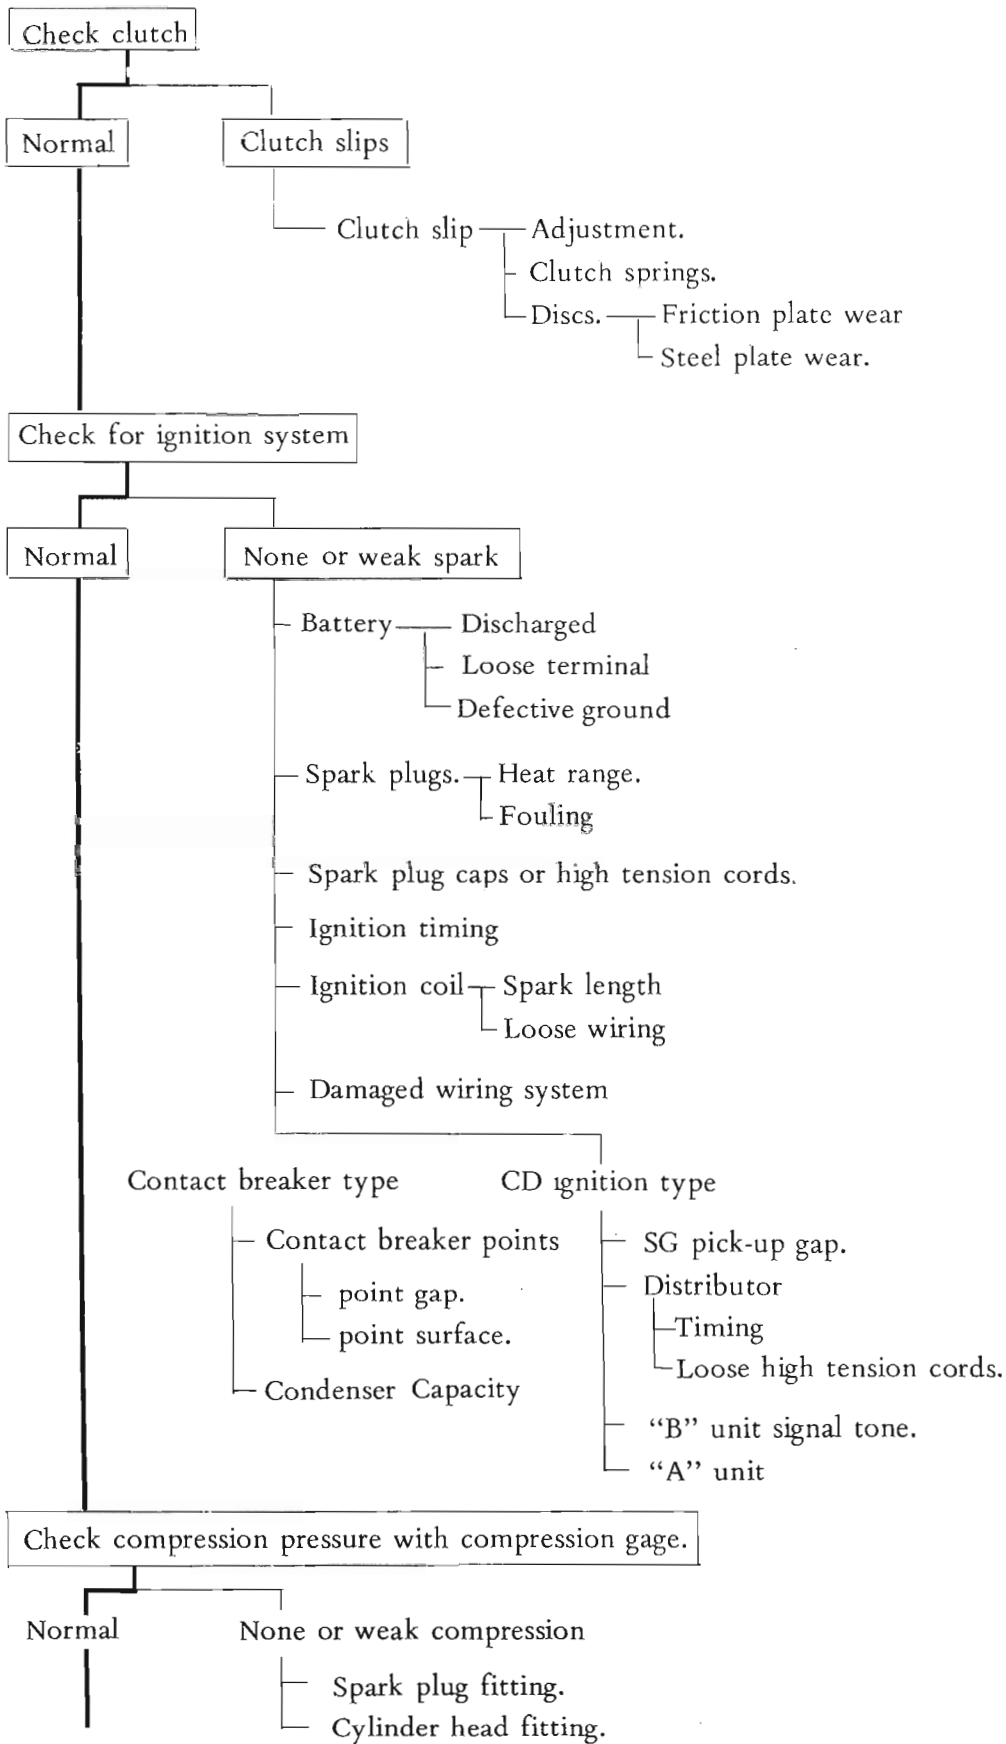 Check clutch
Normal
Clutch slips
Clutch slip
Adjustment.
Clutch springs.
Discs.
Friction plate wear
Steel plate wear.
Check for ignition system
Normal
None or weak spark
Battery
Discharged
Loose terminal
Defective ground
Spark plugs.
Heat range.
Fouling
Spark plug caps or high tension cords.
Ignition timing
Ignition coil
Spark length
Loose wiring
Damaged wiring system
Contact breaker type
Contact breaker points
point gap.
point surface.
Condenser Capacity
CD ignition type
SG pick-up gap.
Distributor
Timing
Loose high tension cords.
“B” unit signal tone.
“A” unit
Check compression pressure with compression gage.
Normal
None or weak compression
Spark plug fitting.
Cylinder head fitting.